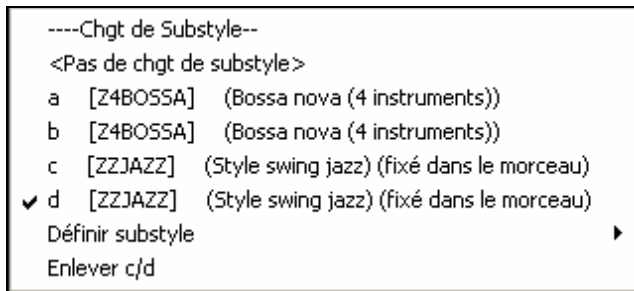 ----Chgt de Substyle--
<Pas de chgt de substyle>
a [Z4BOSSA] (Bossa nova (4 instruments))
b [Z4BOSSA] (Bossa nova (4 instruments))
c [ZZJAZZ] (Style swing jazz) (fixé dans le morceau)
d [ZZJAZZ] (Style swing jazz) (fixé dans le morceau)
Définir substyle
Enlever c/d